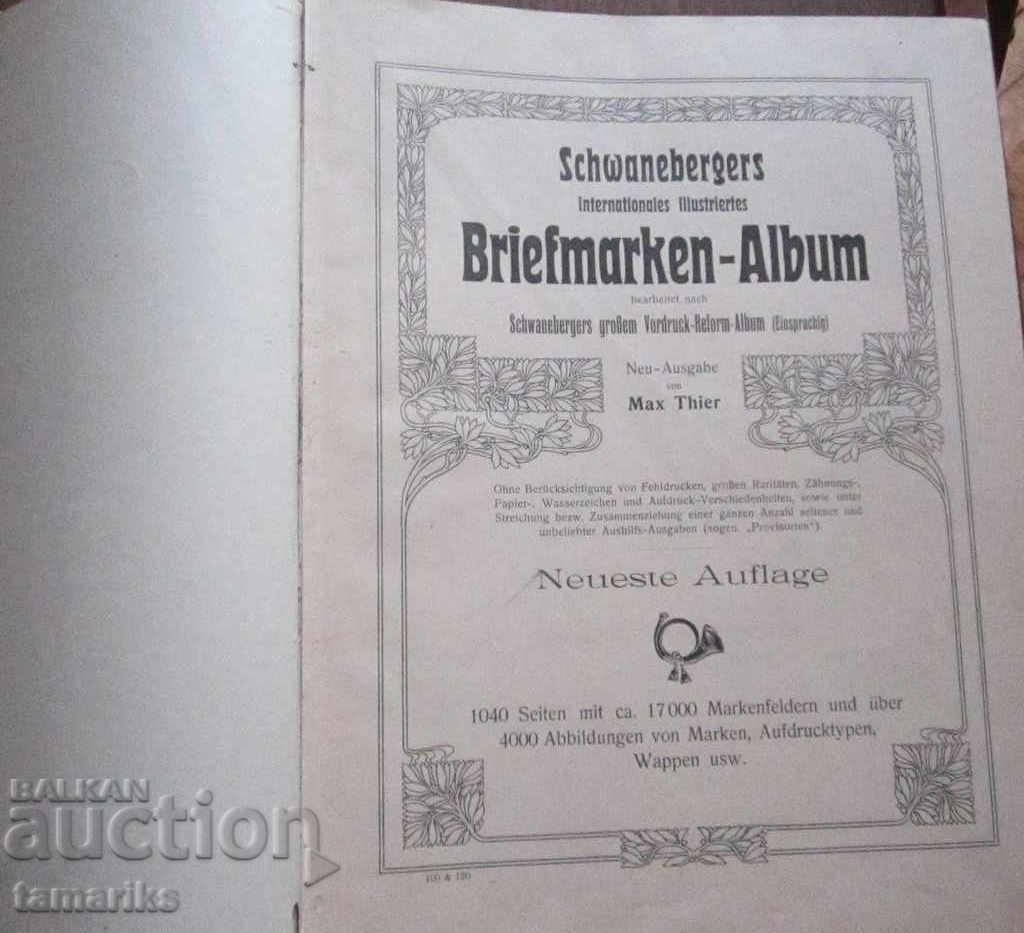 Schwanebergers
Internationales Illustriertes
Briefmarken-Album
bearbeitet nach
Schwanebergers großem Vordruck-Reform-Album (Einsprachig)
Neu-Ausgabe
von
Max Thier
Ohne Berücksichtigung von Fehldrucken, großen Raritäten, Zähnungs-,
Papier-, Wasserzeichen und Aufdruck-Verschiedenheiten, sowie unter
Streichung bezw. Zusammenziehung einer ganzen Anzahl seltener und
unbeliebter Aushilfs-Ausgaben (sogen. „Provisorien“).
Neueste Auflage
1040 Seiten mit ca. 17000 Markenfeldern und über
4000 Abbildungen von Marken, Aufdrucktypen,
Wappen usw.
BALKAN
auction
tamariks